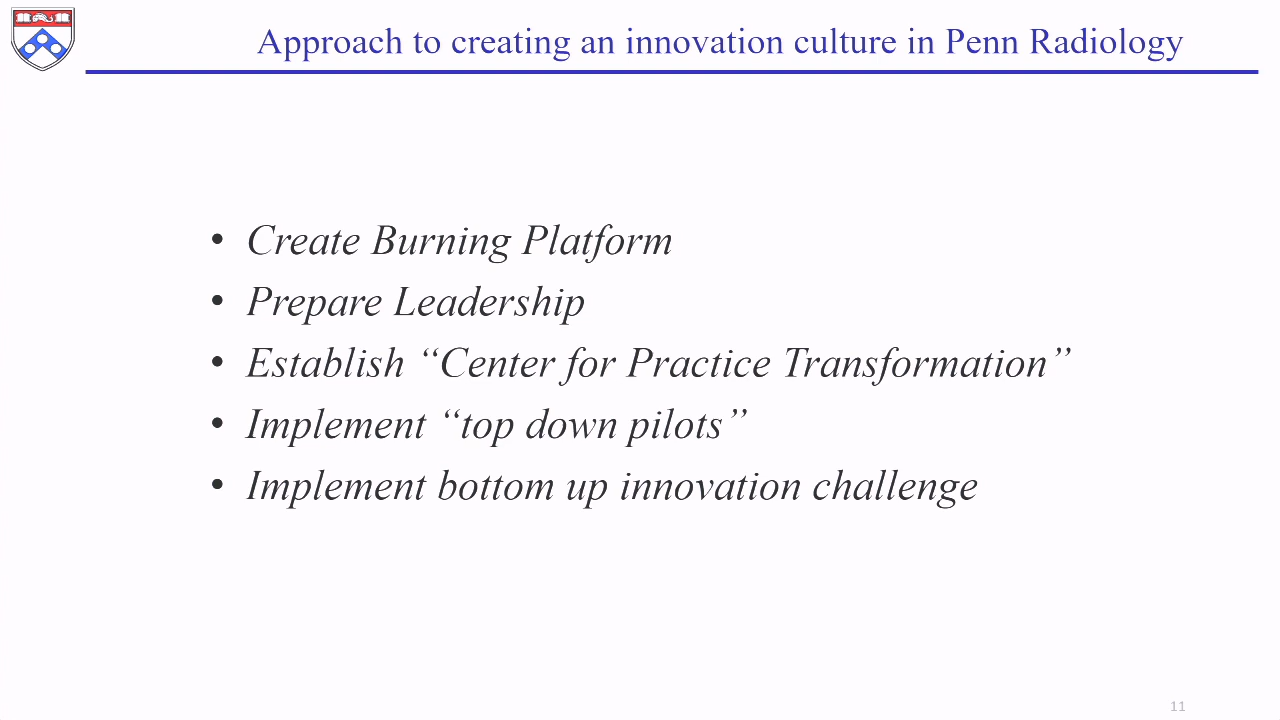 Approach to creating an innovation culture in Penn Radiology
• Create Burning Platform
• Prepare Leadership
• Establish “Center for Practice Transformation”
• Implement “top down pilots”
• Implement bottom up innovation challenge
11